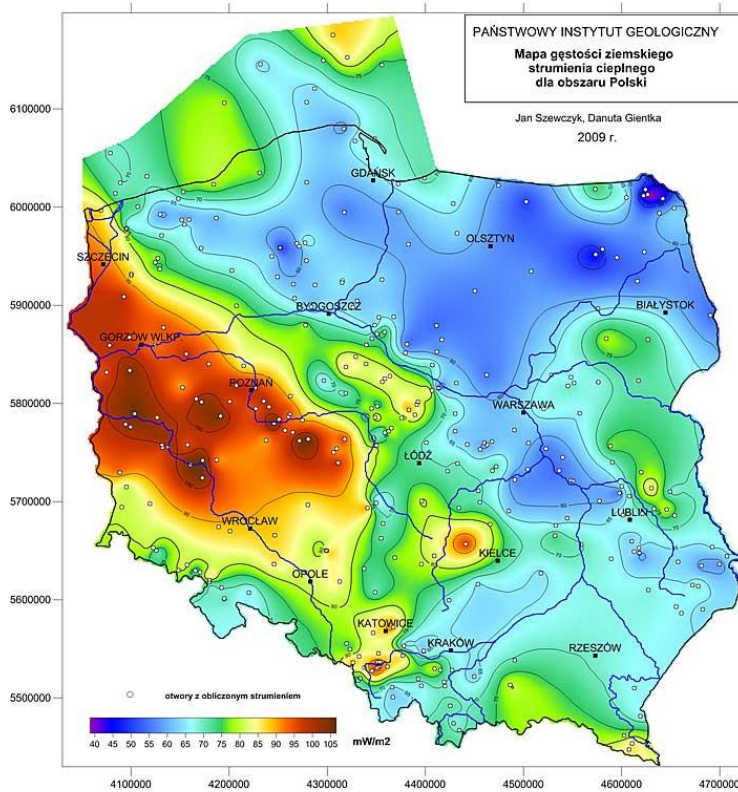 PAŃSTWOWY INSTYTUT GEOLOGICZNY
Mapa gęstości ziemskiego
strumienia cieplnego
dla obszaru Polski
Jan Szewczyk, Danuta Gientka
2009 r.
6100000
GDAŃSK
6000000
OLSZTYN
SZCZECIN
5900000
BYDGOSZCZ
BIAŁYSTOK
GORZÓW WLKP
POZNAŃ
5800000
WARSZAWA
ŁÓDŹ
5700000
LUBLIN
WROCŁAW
KIELCE
OPOLE
5600000
KATOWICE
KRAKÓW
RZESZÓW
5500000
otwory z obliczonym strumieniem
40 45 50 55 60 65 70 75 80 85 90 95 100 105 mW/m2
4100000 4200000 4300000 4400000 4500000 4600000 4700000